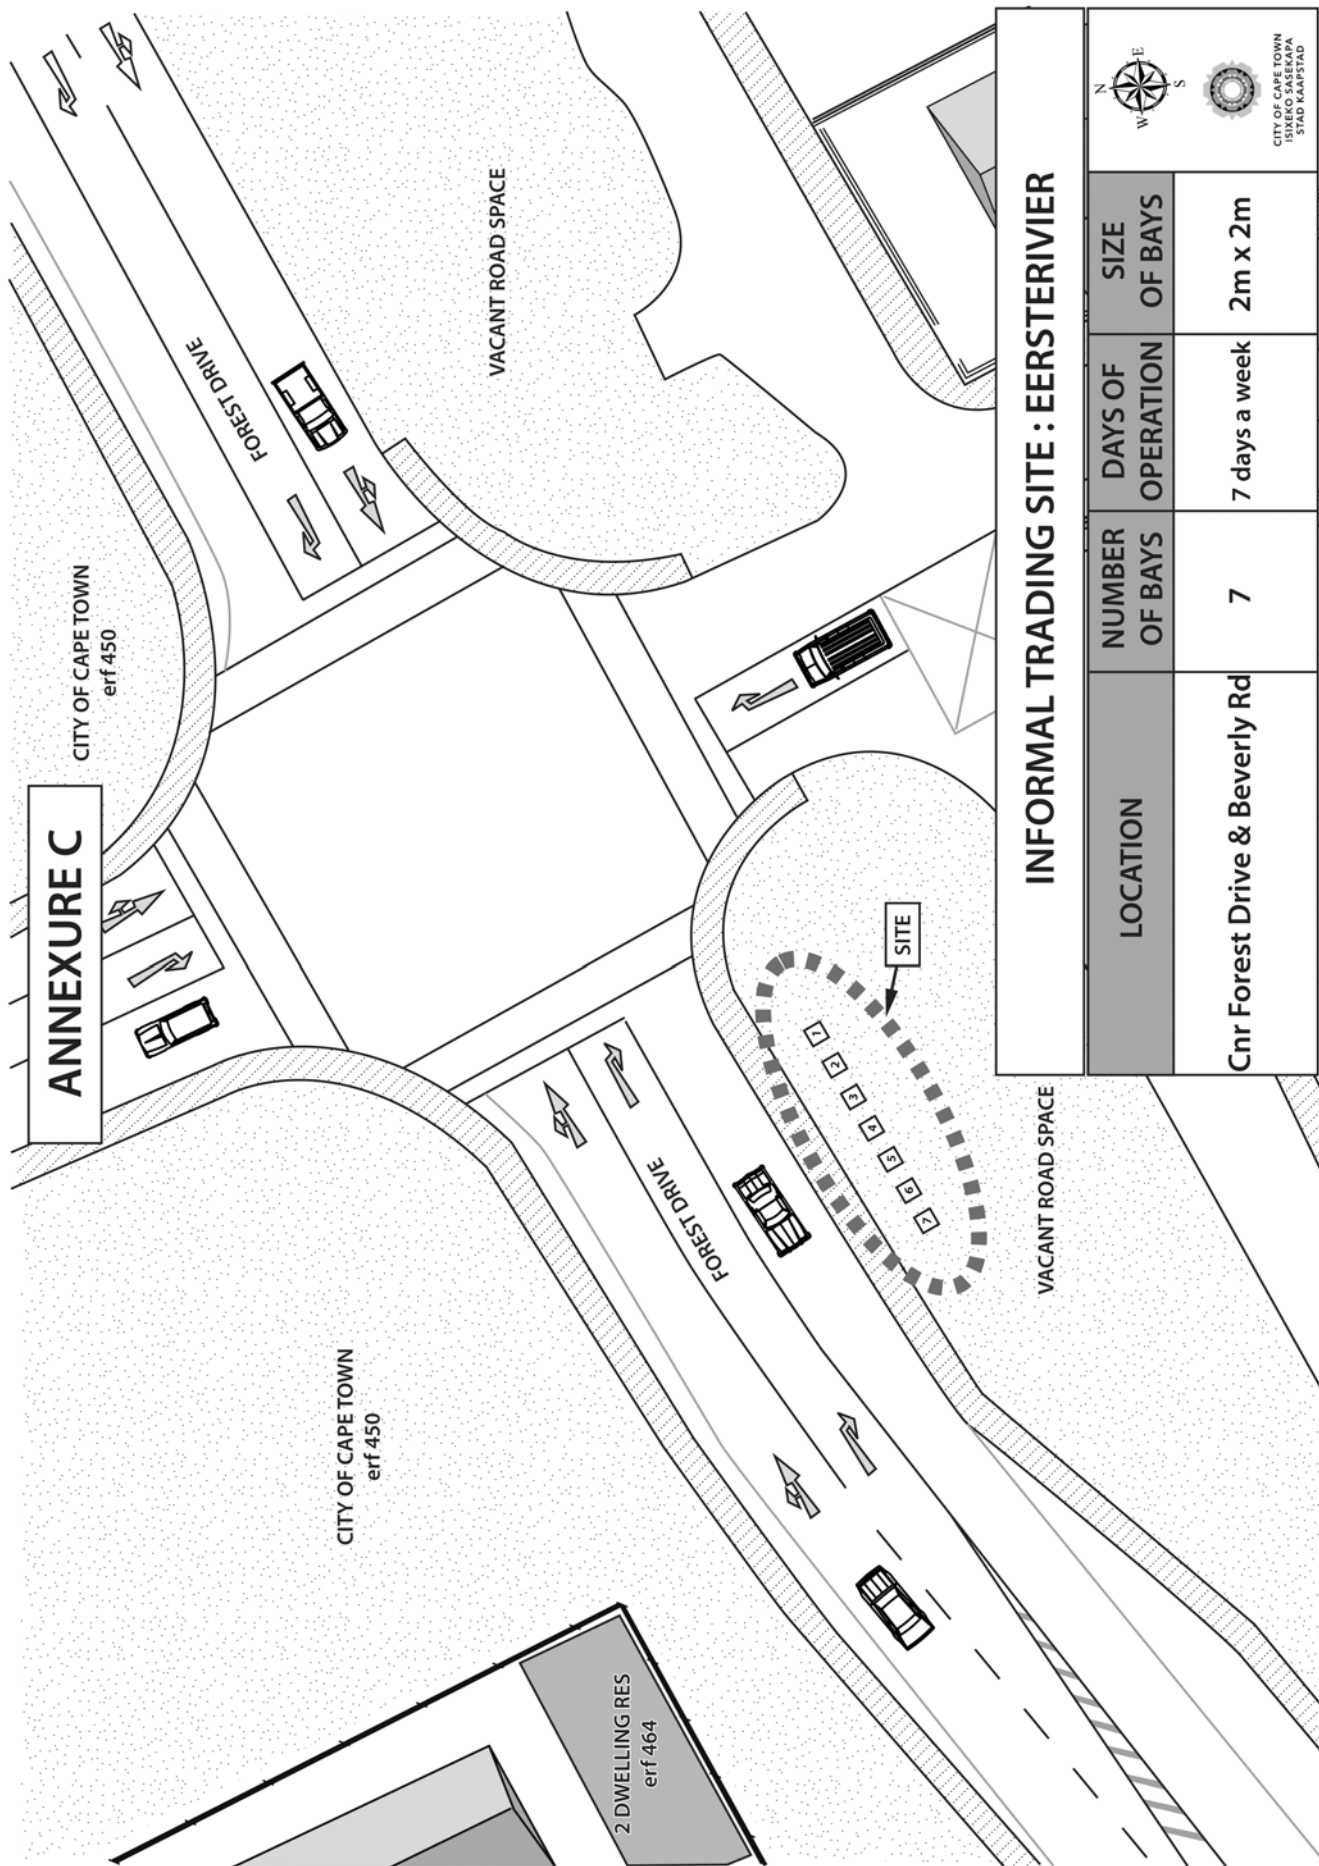 ANNEXURE C
CITY OF CAPE TOWN
erf 450
FOREST DRIVE
VACANT ROAD SPACE
CITY OF CAPE TOWN
erf 450
FOREST DRIVE
2 DWELLING RES
erf 464
SITE
1
2
3
4
5
6
7
VACANT ROAD SPACE
INFORMAL TRADING SITE : EERSTERIVIER
LOCATION
NUMBER
OF BAYS
DAYS OF
OPERATION
SIZE
OF BAYS
Cnr Forest Drive & Beverly Rd
7
7 days a week
2m x 2m
N
W
E
S
CITY OF CAPE TOWN
ISIXEKO SASEKAPA
STAD KAAPSTAD